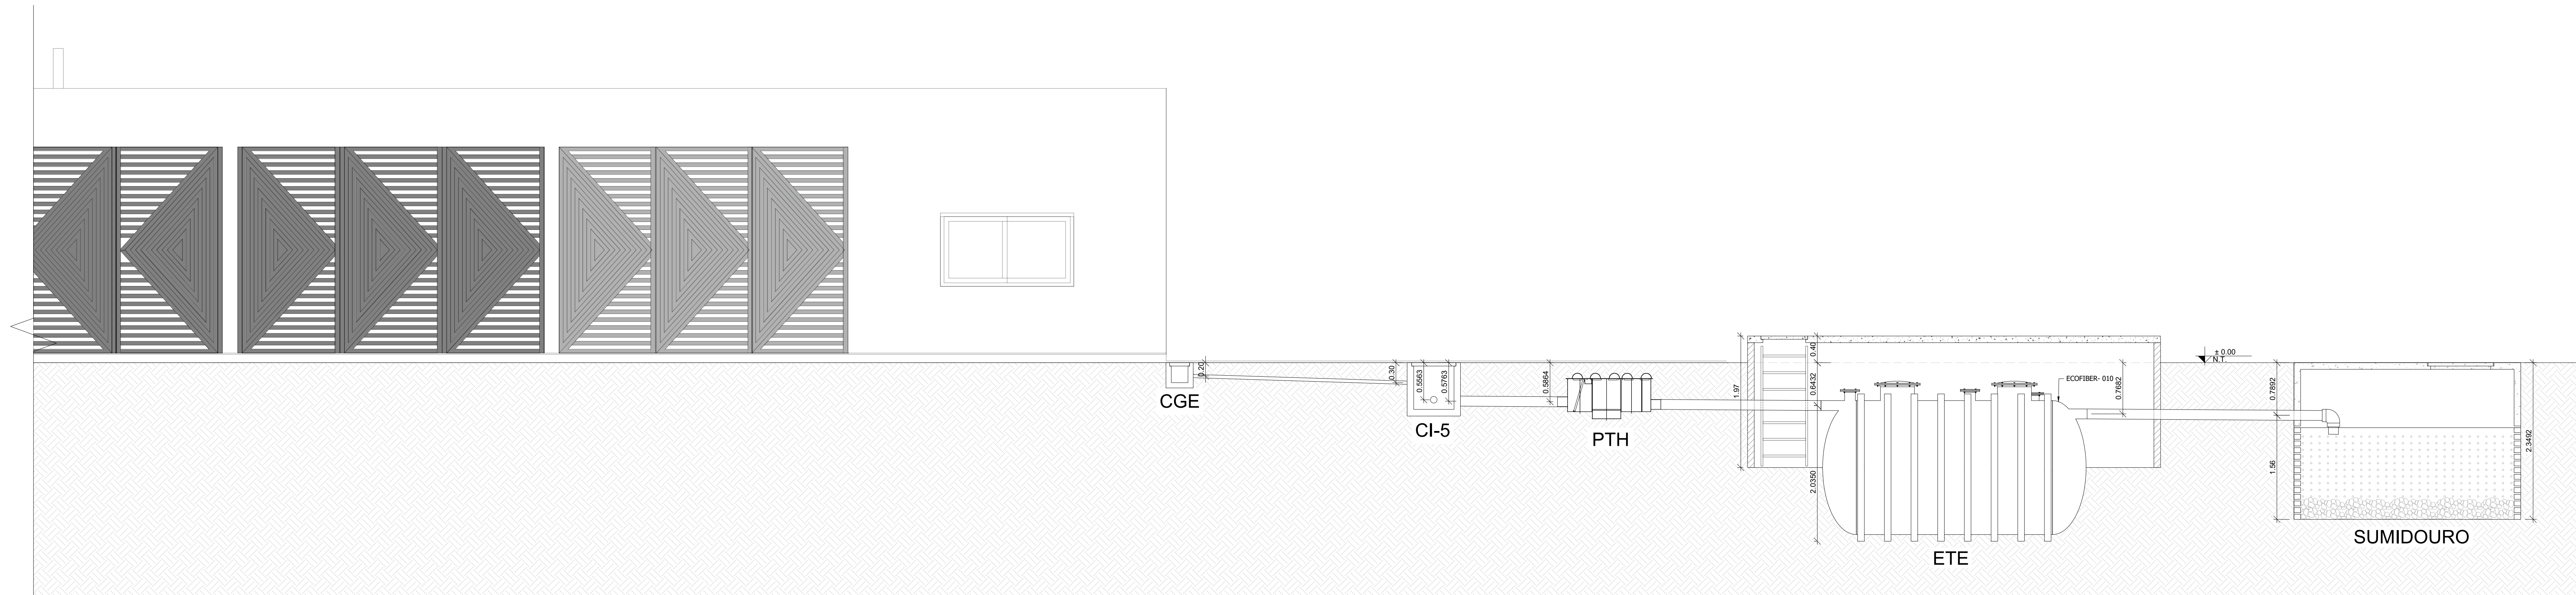 CGE
0.20
0.30
CI-5
0.5563
0.5763
0.5864
PTH
1.97
0.40
0.6432
2.0350
ECOFIBER- 010
0.7682
ETE
± 0.00
N.T.
0.7892
1.56
2.3492
SUMIDOURO